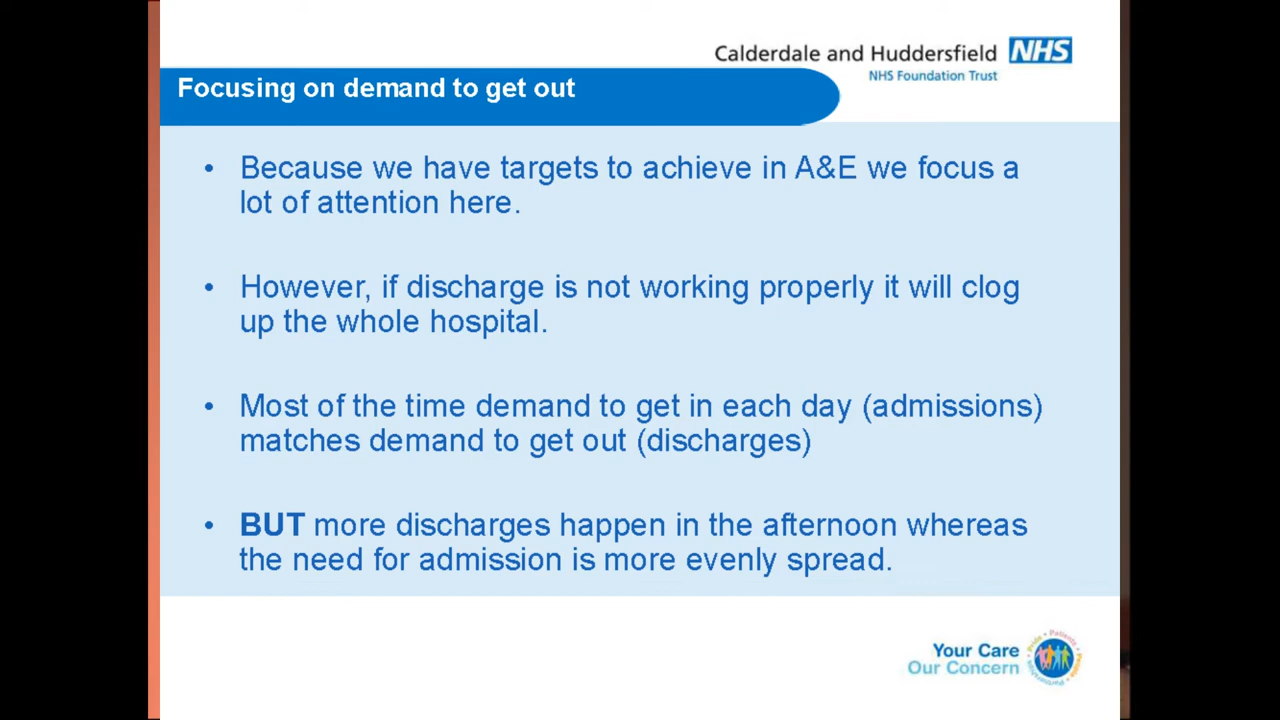 Calderdale and Huddersfield NHS
NHS Foundation Trust
Focusing on demand to get out
• Because we have targets to achieve in A&E we focus a
lot of attention here.
• However, if discharge is not working properly it will clog
up the whole hospital.
• Most of the time demand to get in each day (admissions)
matches demand to get out (discharges)
• BUT more discharges happen in the afternoon whereas
the need for admission is more evenly spread.
Your Care
Our Concern